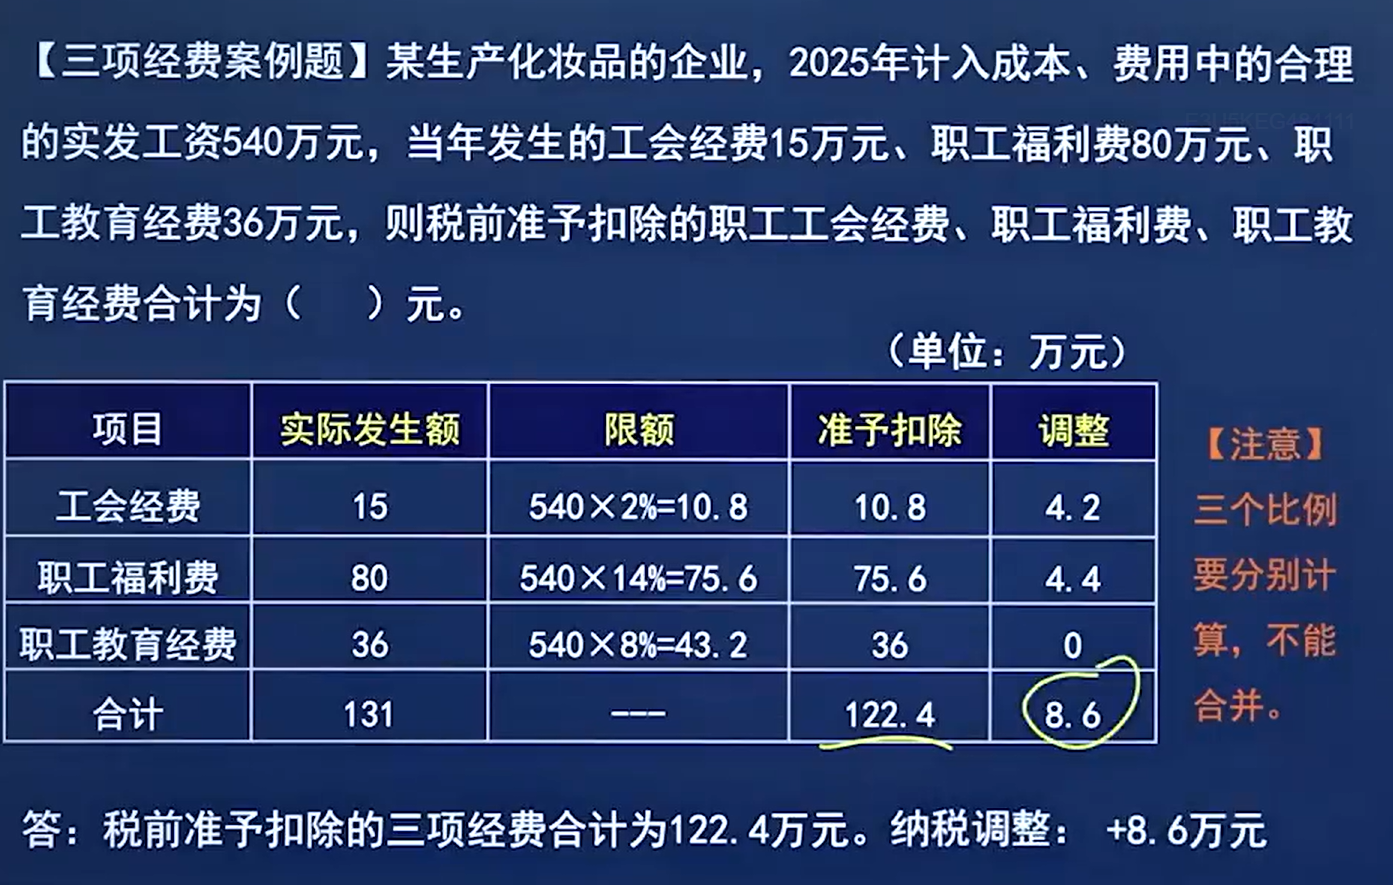 【三项经费案例题】某生产化妆品的企业，2025年计入成本、费用中的合理
的实发工资540万元，当年发生的工会经费15万元、职工福利费80万元、职
工教育经费36万元，则税前准予扣除的职工工会经费、职工福利费、职工教
育经费合计为（　　）元。
（单位：万元）
项目 实际发生额 限额 准予扣除 调整
工会经费 15 540×2%=10.8 10.8 4.2
职工福利费 80 540×14%=75.6 75.6 4.4
职工教育经费 36 540×8%=43.2 36 0
合计 131 --- 122.4 8.6
【注意】
三个比例
要分别计
算，不能
合并。
答：税前准予扣除的三项经费合计为122.4万元。纳税调整：+8.6万元